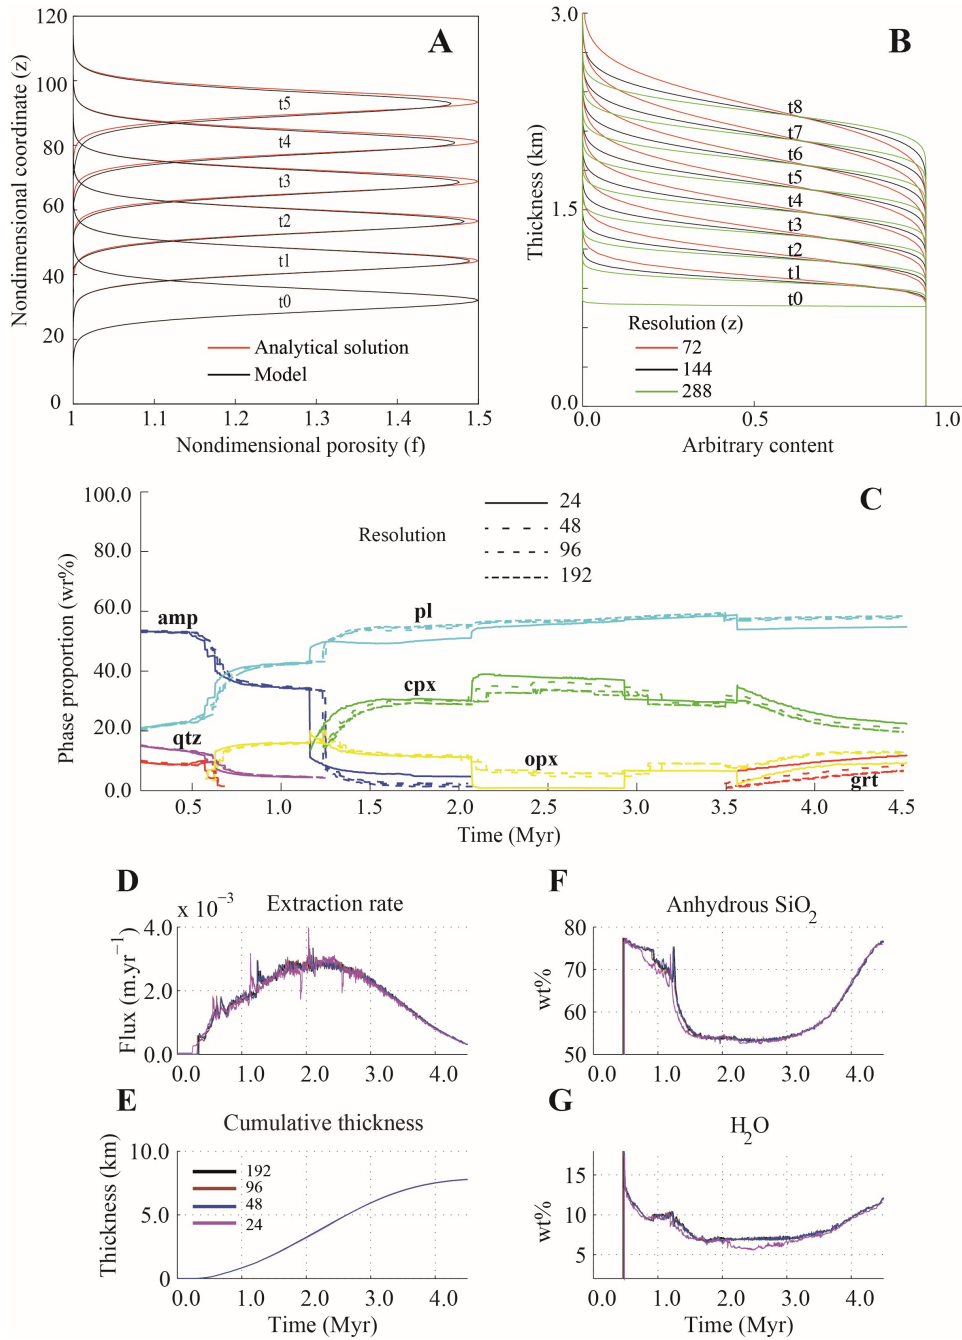 A
Nondimensional coordinate (z)
120
100
80
60
40
20
0
t5
t4
t3
t2
t1
t0
Analytical solution
Model
1
1.1
1.2
1.3
1.4
1.5
Nondimensional porosity (f)
B
Thickness (km)
3.0
1.5
0.0
t8
t7
t6
t5
t4
t3
t2
t1
t0
Resolution (z)
72
144
288
0.0
0.5
1.0
Arbitrary content
C
Phase proportion (wr%)
100.0
80.0
60.0
40.0
20.0
0.0
Resolution
24
48
96
192
amp
pl
cpx
qtz
opx
grt
0.5
1.0
1.5
2.0
2.5
3.0
3.5
4.0
4.5
Time (Myr)
D
x 10−3
Extraction rate
Flux (m.yr−1)
4.0
2.0
0.0
0.0
1.0
2.0
3.0
4.0
F
Anhydrous SiO2
wt%
80
70
60
50
0.0
1.0
2.0
3.0
4.0
E
Cumulative thickness
Thickness (km)
10.0
5.0
0
192
96
48
24
0.0
1.0
2.0
3.0
4.0
Time (Myr)
G
H2O
wt%
15
10
5
0.0
1.0
2.0
3.0
4.0
Time (Myr)